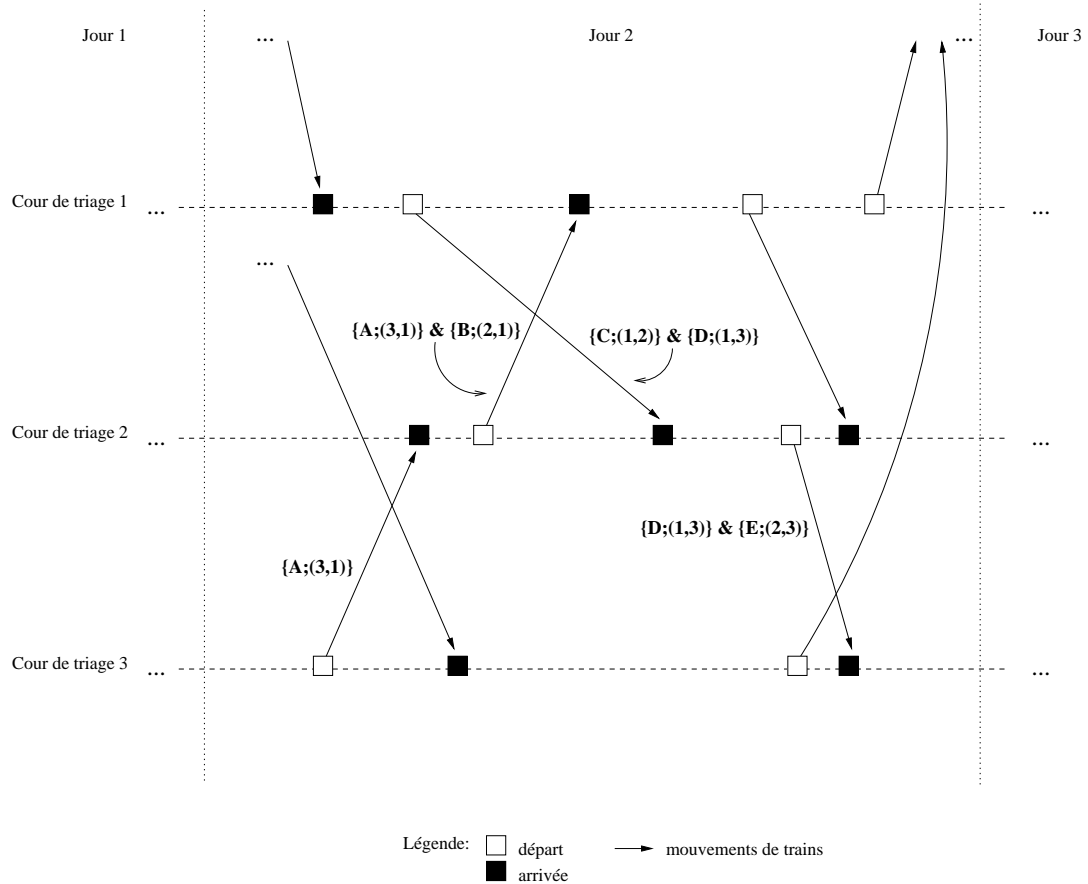 Jour 1
...
Jour 2
...
Jour 3
Cour de triage 1
...
...
...
{A;(3,1)} & {B;(2,1)}
{C;(1,2)} & {D;(1,3)}
Cour de triage 2
...
...
{D;(1,3)} & {E;(2,3)}
{A;(3,1)}
Cour de triage 3
...
...
Légende:
départ
mouvements de trains
arrivée